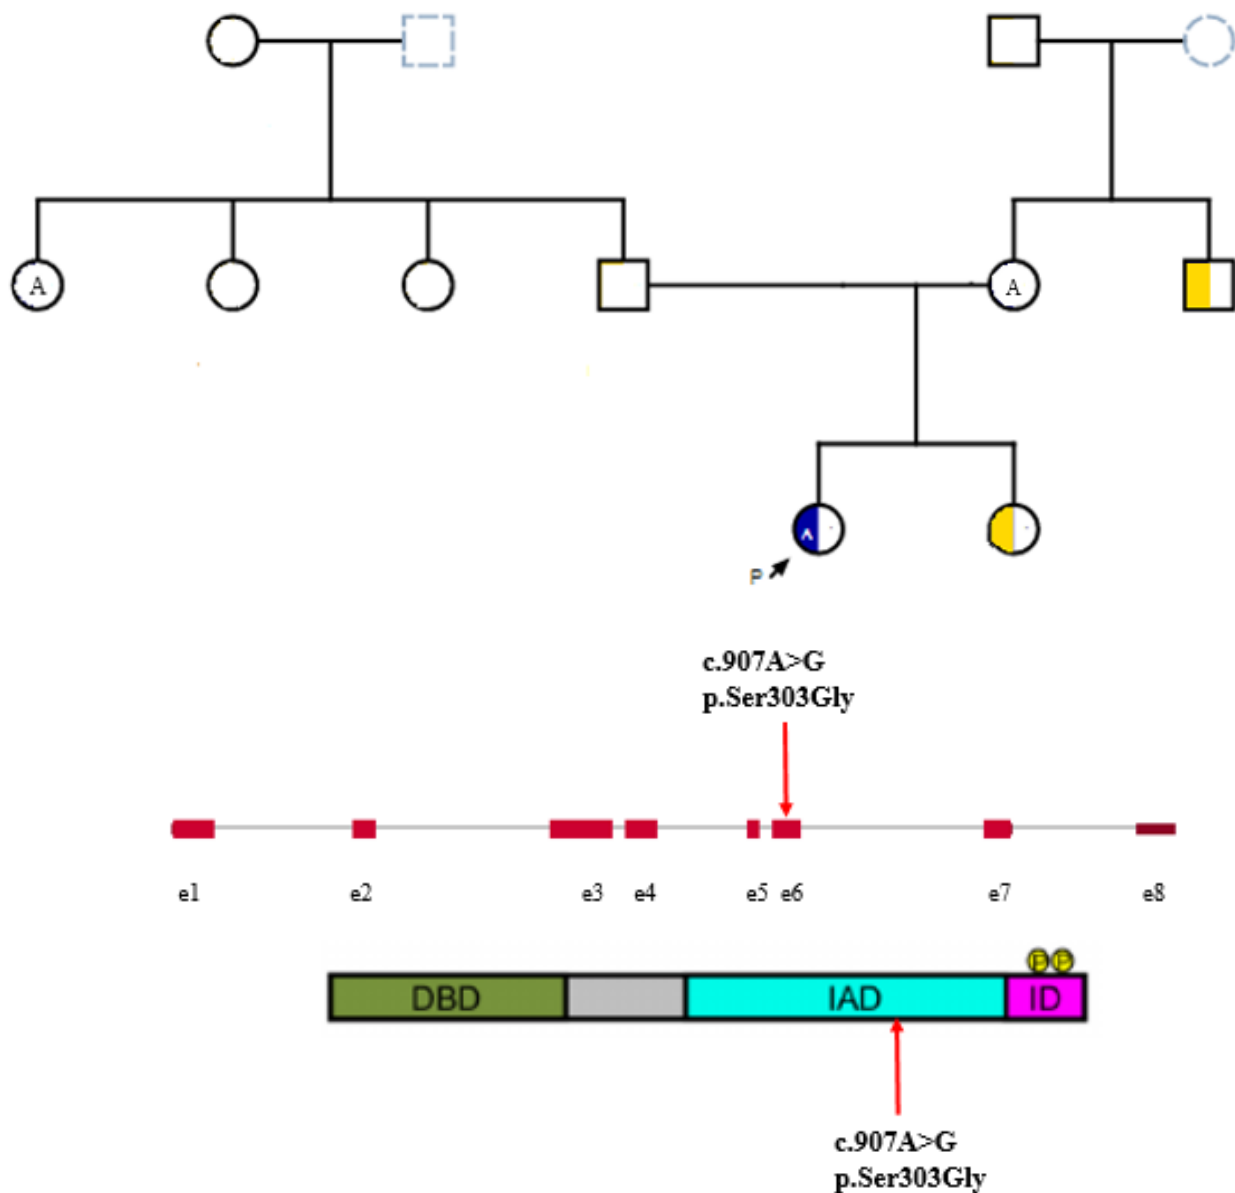 A
A
A
P
c.907A>G
p.Ser303Gly
e1 e2 e3 e4 e5 e6 e7 e8
P P
DBD IAD ID
c.907A>G
p.Ser303Gly